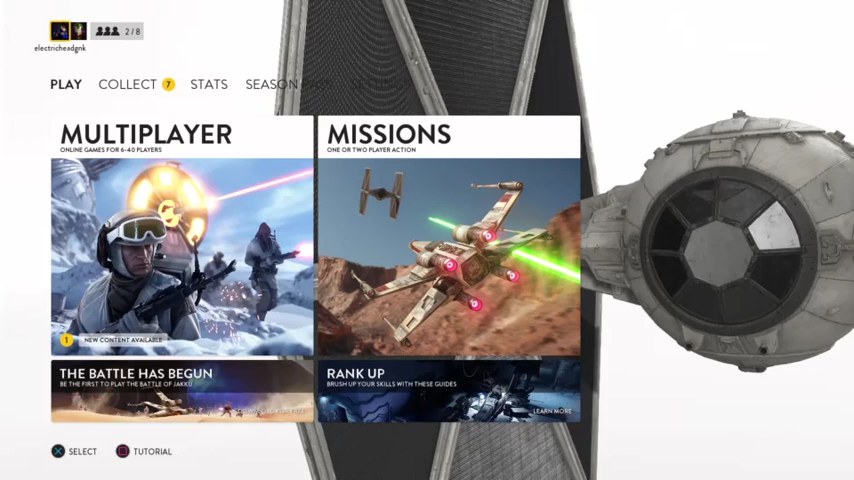 2/8
electricheadgnk
PLAY COLLECT 7 STATS SEASON
MULTIPLAYER
ONLINE GAMES FOR 6-40 PLAYERS
MISSIONS
ONE OR TWO PLAYER ACTION
1 NEW CONTENT AVAILABLE
THE BATTLE HAS BEGUN
BE THE FIRST TO PLAY THE BATTLE OF JAKKU
RANK UP
BRUSH UP YOUR SKILLS WITH THESE GUIDES
LEARN MORE
SELECT TUTORIAL